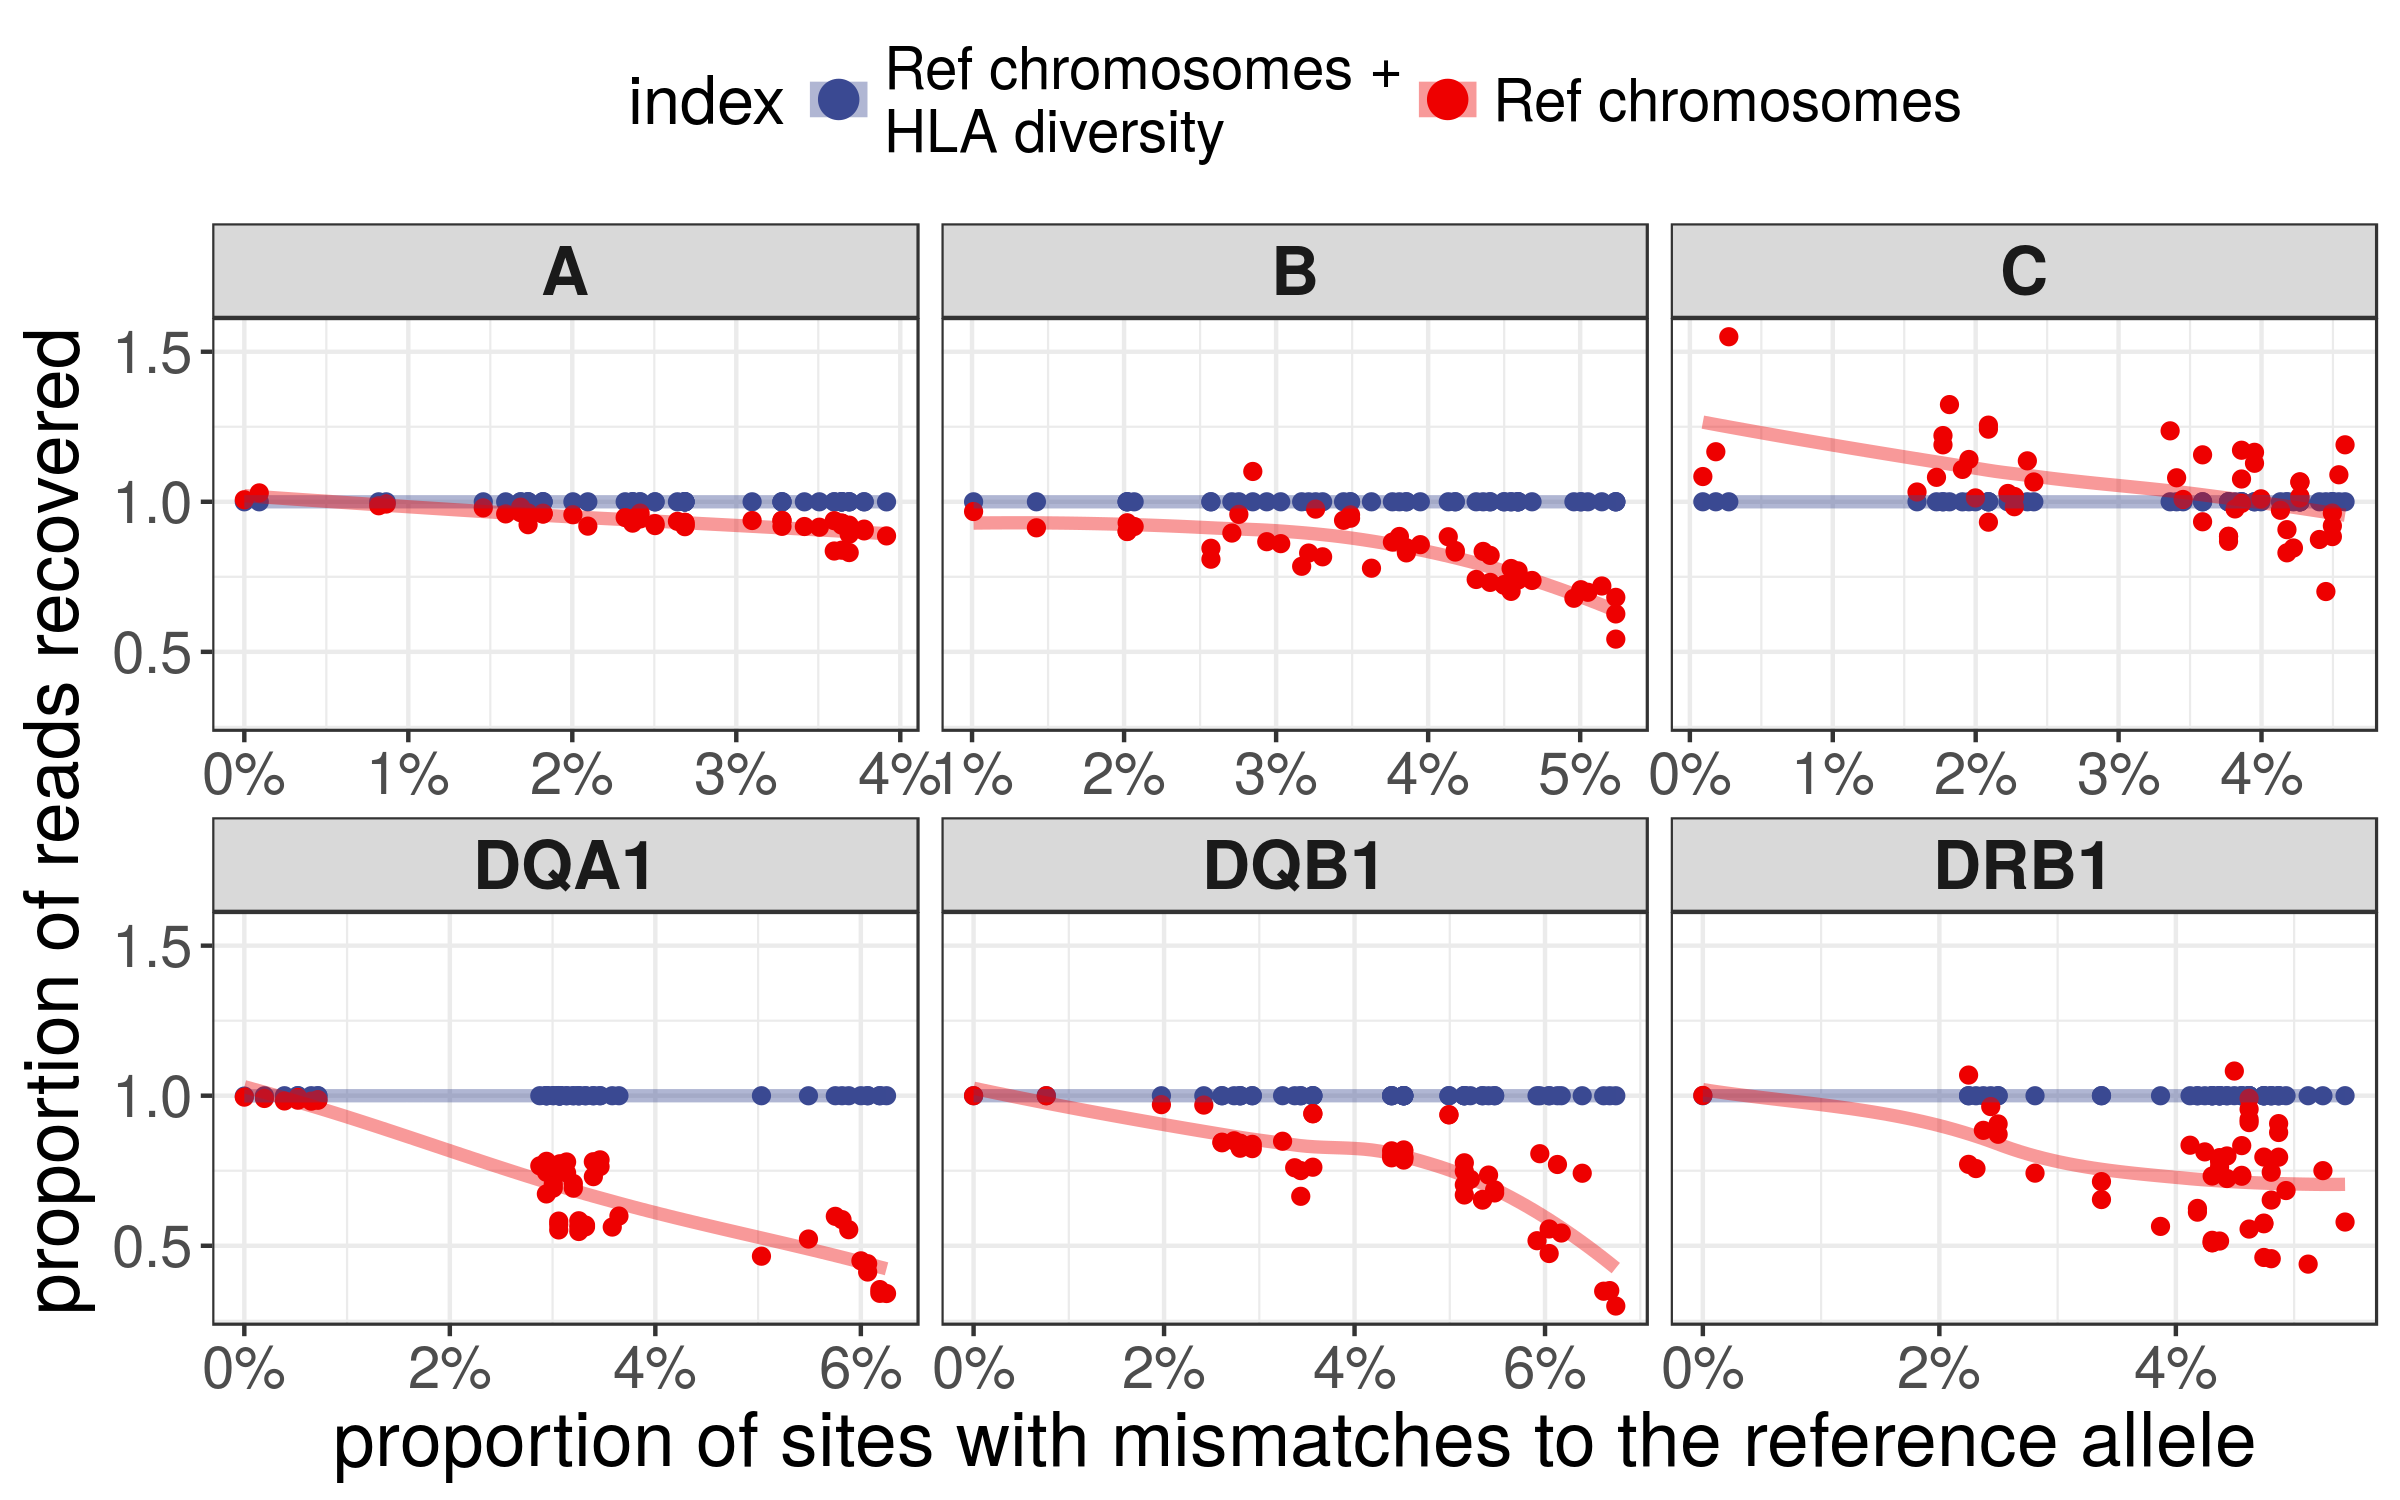 index
Ref chromosomes +
HLA diversity
Ref chromosomes
A
B
C
proportion of reads recovered
1.5
1.0
0.5
0% 1% 2% 3% 4%
1% 2% 3% 4% 5%
0% 1% 2% 3% 4%
DQA1
DQB1
DRB1
1.5
1.0
0.5
0% 2% 4% 6%
0% 2% 4% 6%
0% 2% 4%
proportion of sites with mismatches to the reference allele